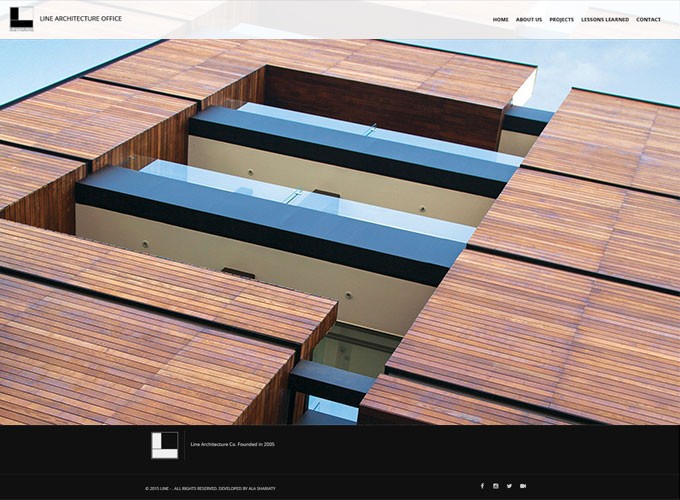 LINE ARCHITECTURE OFFICE
HOME ABOUT US PROJECTS LESSONS LEARNED CONTACT
Line Architecture Co. Founded in 2005
© 2015 LINE - . ALL RIGHTS RESERVED. DEVELOPED BY ALA SHARIATY